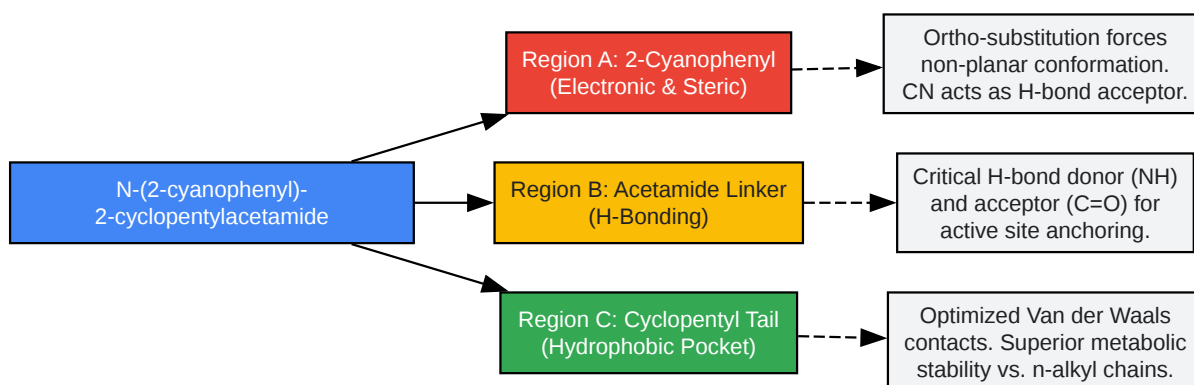 N-(2-cyanophenyl)-
2-cyclopentylacetamide
Region A: 2-Cyanophenyl
(Electronic & Steric)
Ortho-substitution forces
non-planar conformation.
CN acts as H-bond acceptor.
Region B: Acetamide Linker
(H-Bonding)
Critical H-bond donor (NH)
and acceptor (C=O) for
active site anchoring.
Region C: Cyclopentyl Tail
(Hydrophobic Pocket)
Optimized Van der Waals
contacts. Superior metabolic
stability vs. n-alkyl chains.